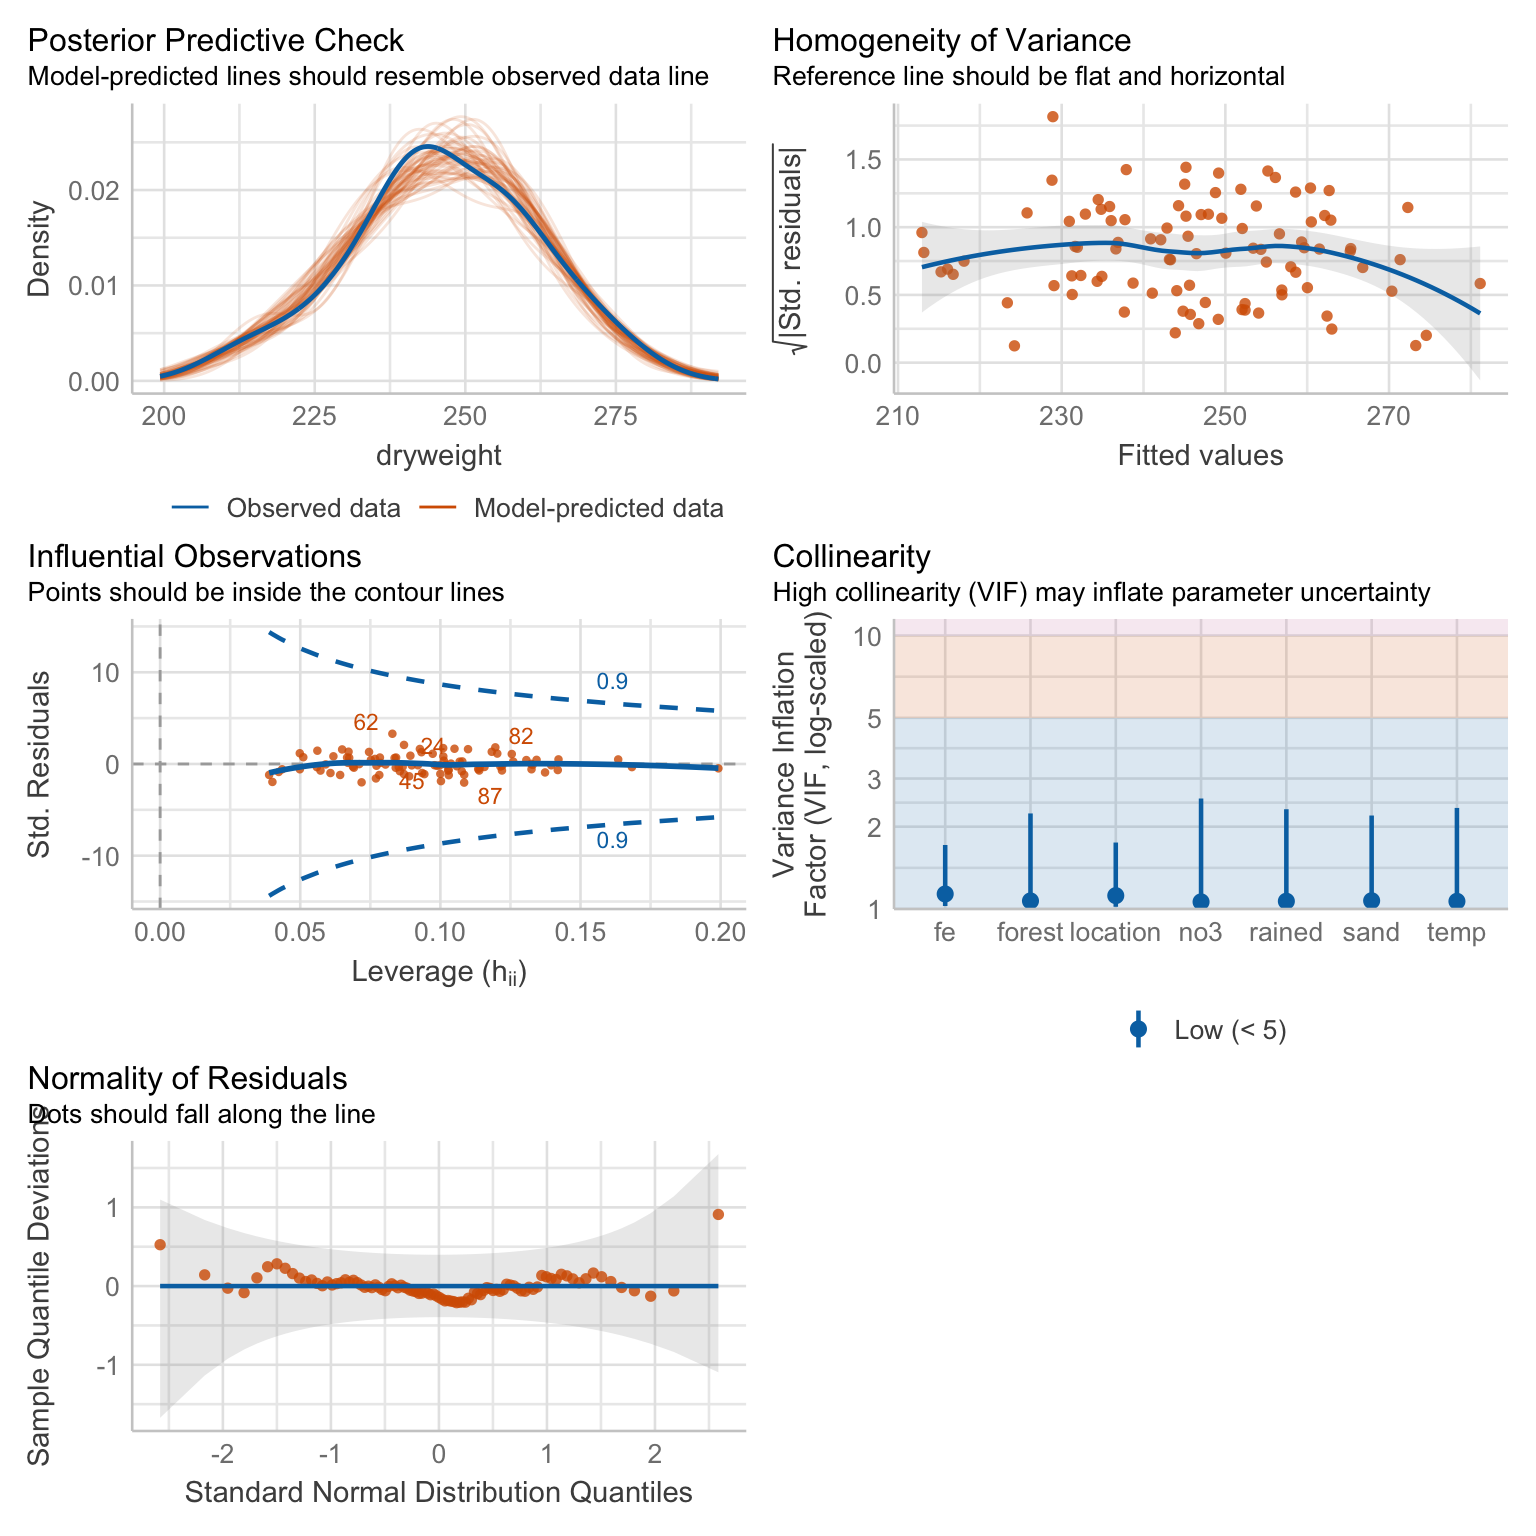 Posterior Predictive Check
Model-predicted lines should resemble observed data line
Density
0.02
0.01
0.00
200 225 250 275
dryweight
Observed data Model-predicted data
Homogeneity of Variance
Reference line should be flat and horizontal
√|Std. residuals|
1.5
1.0
0.5
0.0
210 230 250 270
Fitted values
Influential Observations
Points should be inside the contour lines
Std. Residuals
10
0
-10
0.9
62
24
82
45
87
0.9
0.00 0.05 0.10 0.15 0.20
Leverage (hii)
Collinearity
High collinearity (VIF) may inflate parameter uncertainty
Variance Inflation
Factor (VIF, log-scaled)
10
5
3
2
1
fe forest location no3 rained sand temp
Low (< 5)
Normality of Residuals
Dots should fall along the line
Sample Quantile Deviations
1
0
-1
-2 -1 0 1 2
Standard Normal Distribution Quantiles